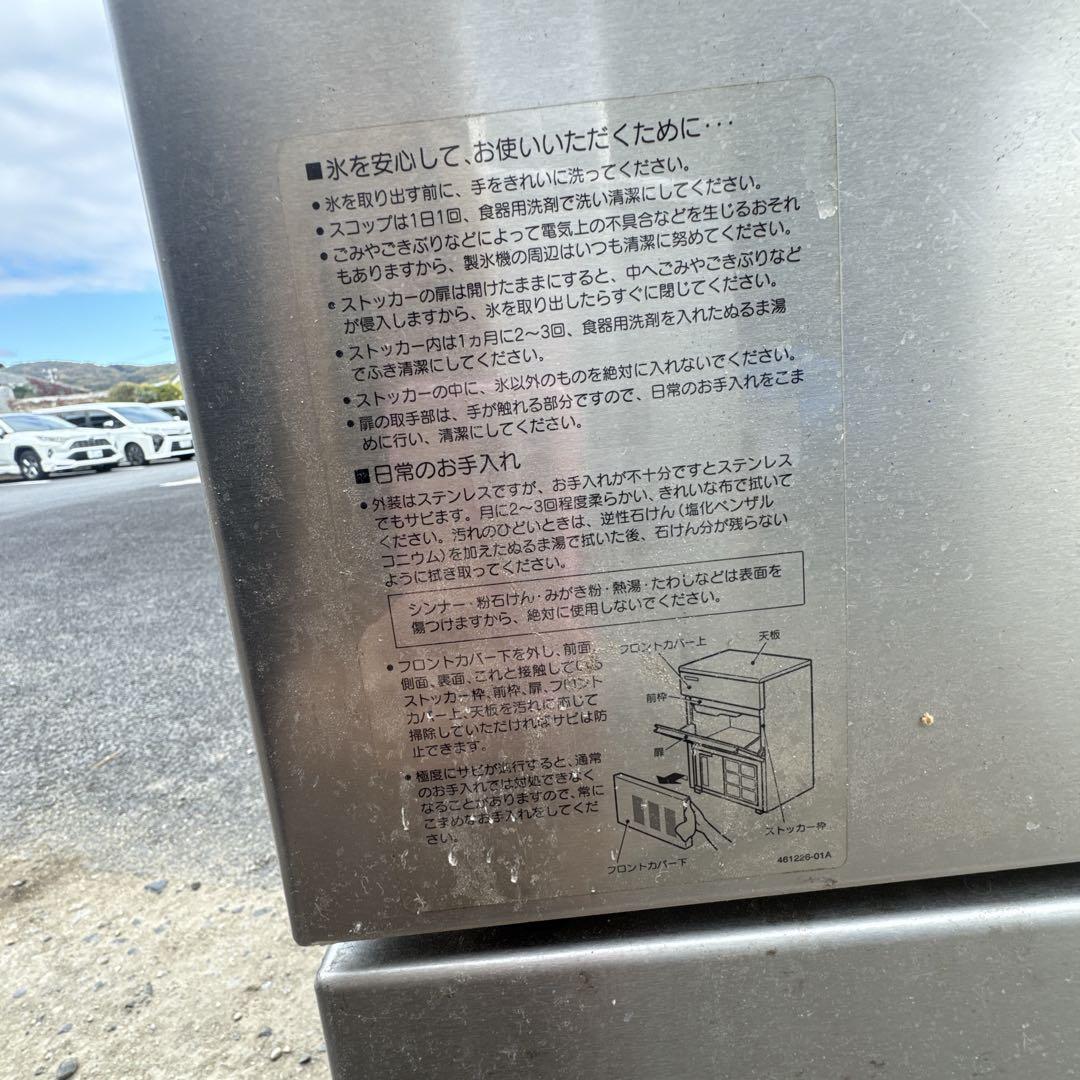 ■氷を安心して、お使いいただくために・・・
●氷を取り出す前に、手をきれいに洗ってください。
●スコップは1日1回、食器用洗剤で洗い清潔にしてください。
●ごみやごきぶりなどによって電気上の不具合などを生じるおそれ
もありますから、製氷機の周辺はいつも清潔に努めてください。
●ストッカーの扉は開けたままにすると、中へごみやごきぶりなど
が侵入しますから、氷を取り出したらすぐに閉じてください。
●ストッカー内は1ヵ月に2〜3回、食器用洗剤を入れたぬるま湯
でふき清潔にしてください。
●ストッカーの中に、氷以外のものを絶対に入れないでください。
●扉の取手部は、手が触れる部分ですので、日常のお手入れをこま
めに行い、清潔にしてください。
■日常のお手入れ
●外装はステンレスですが、お手入れが不十分ですとステンレス
でもサビます。月に2〜3回程度柔らかい、きれいな布で拭いて
ください。汚れのひどいときは、逆性石けん(塩化ベンザル
コニウム)を加えたぬるま湯で拭いた後、石けん分が残らない
ように拭き取ってください。
シンナー・粉石けん・みがき粉・熱湯・たわしなどは表面を
傷つけますから、絶対に使用しないでください。
●フロントカバー下を外し、前面、
側面、裏面、これと接触している
ストッカー枠、前枠、扉、フロント
カバー上、天板を汚れに応じて
掃除していただければサビは防
止できます。
●極度にサビが進行すると、通常
のお手入れでは対処できなく
なることがありますので、常に
こまめなお手入れをしてくだ
さい。
フロントカバー上
天板
前枠
扉
ストッカー枠
フロントカバー下
461226-01A